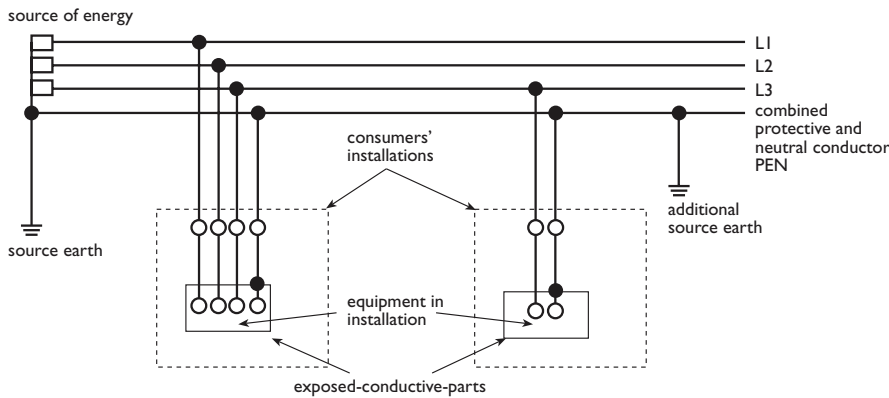 source of energy
L1
L2
L3
combined
protective and
neutral conductor
PEN
consumers’
installations
additional
source earth
source earth
equipment in
installation
exposed-conductive-parts